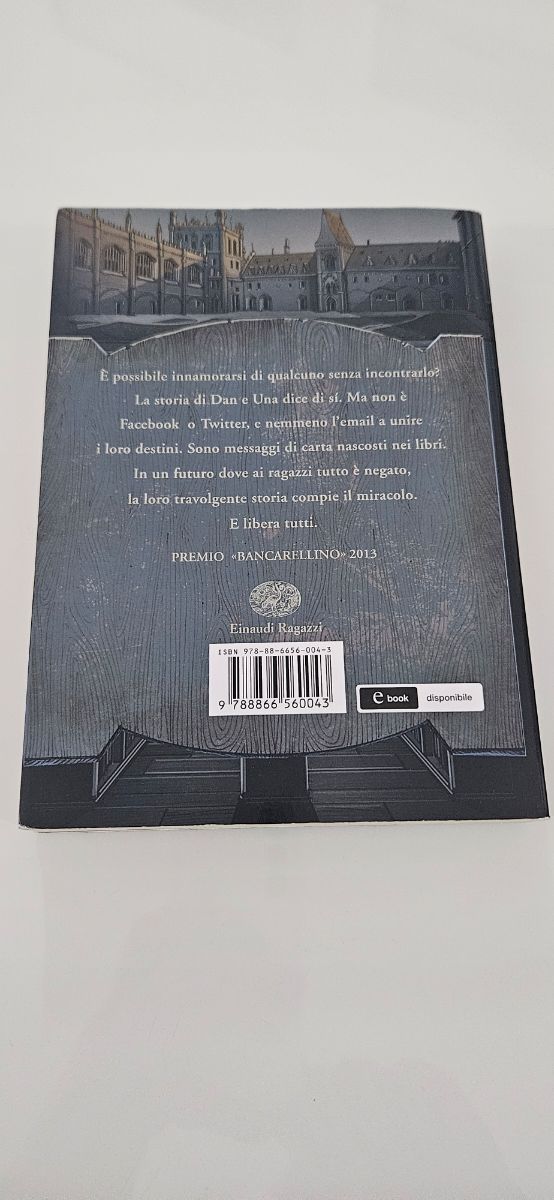 È possibile innamorarsi di qualcuno senza incontrarlo?
La storia di Dan e Una dice di sí. Ma non è
Facebook o Twitter, e nemmeno l'email a unire
i loro destini. Sono messaggi di carta nascosti nei libri.
In un futuro dove ai ragazzi tutto è negato,
la loro travolgente storia compie il miracolo.
E libera tutti.
PREMIO «BANCARELLINO» 2013
Einaudi Ragazzi
ISBN 978-88-6656-004-3
9 788866 560043
e book disponibile